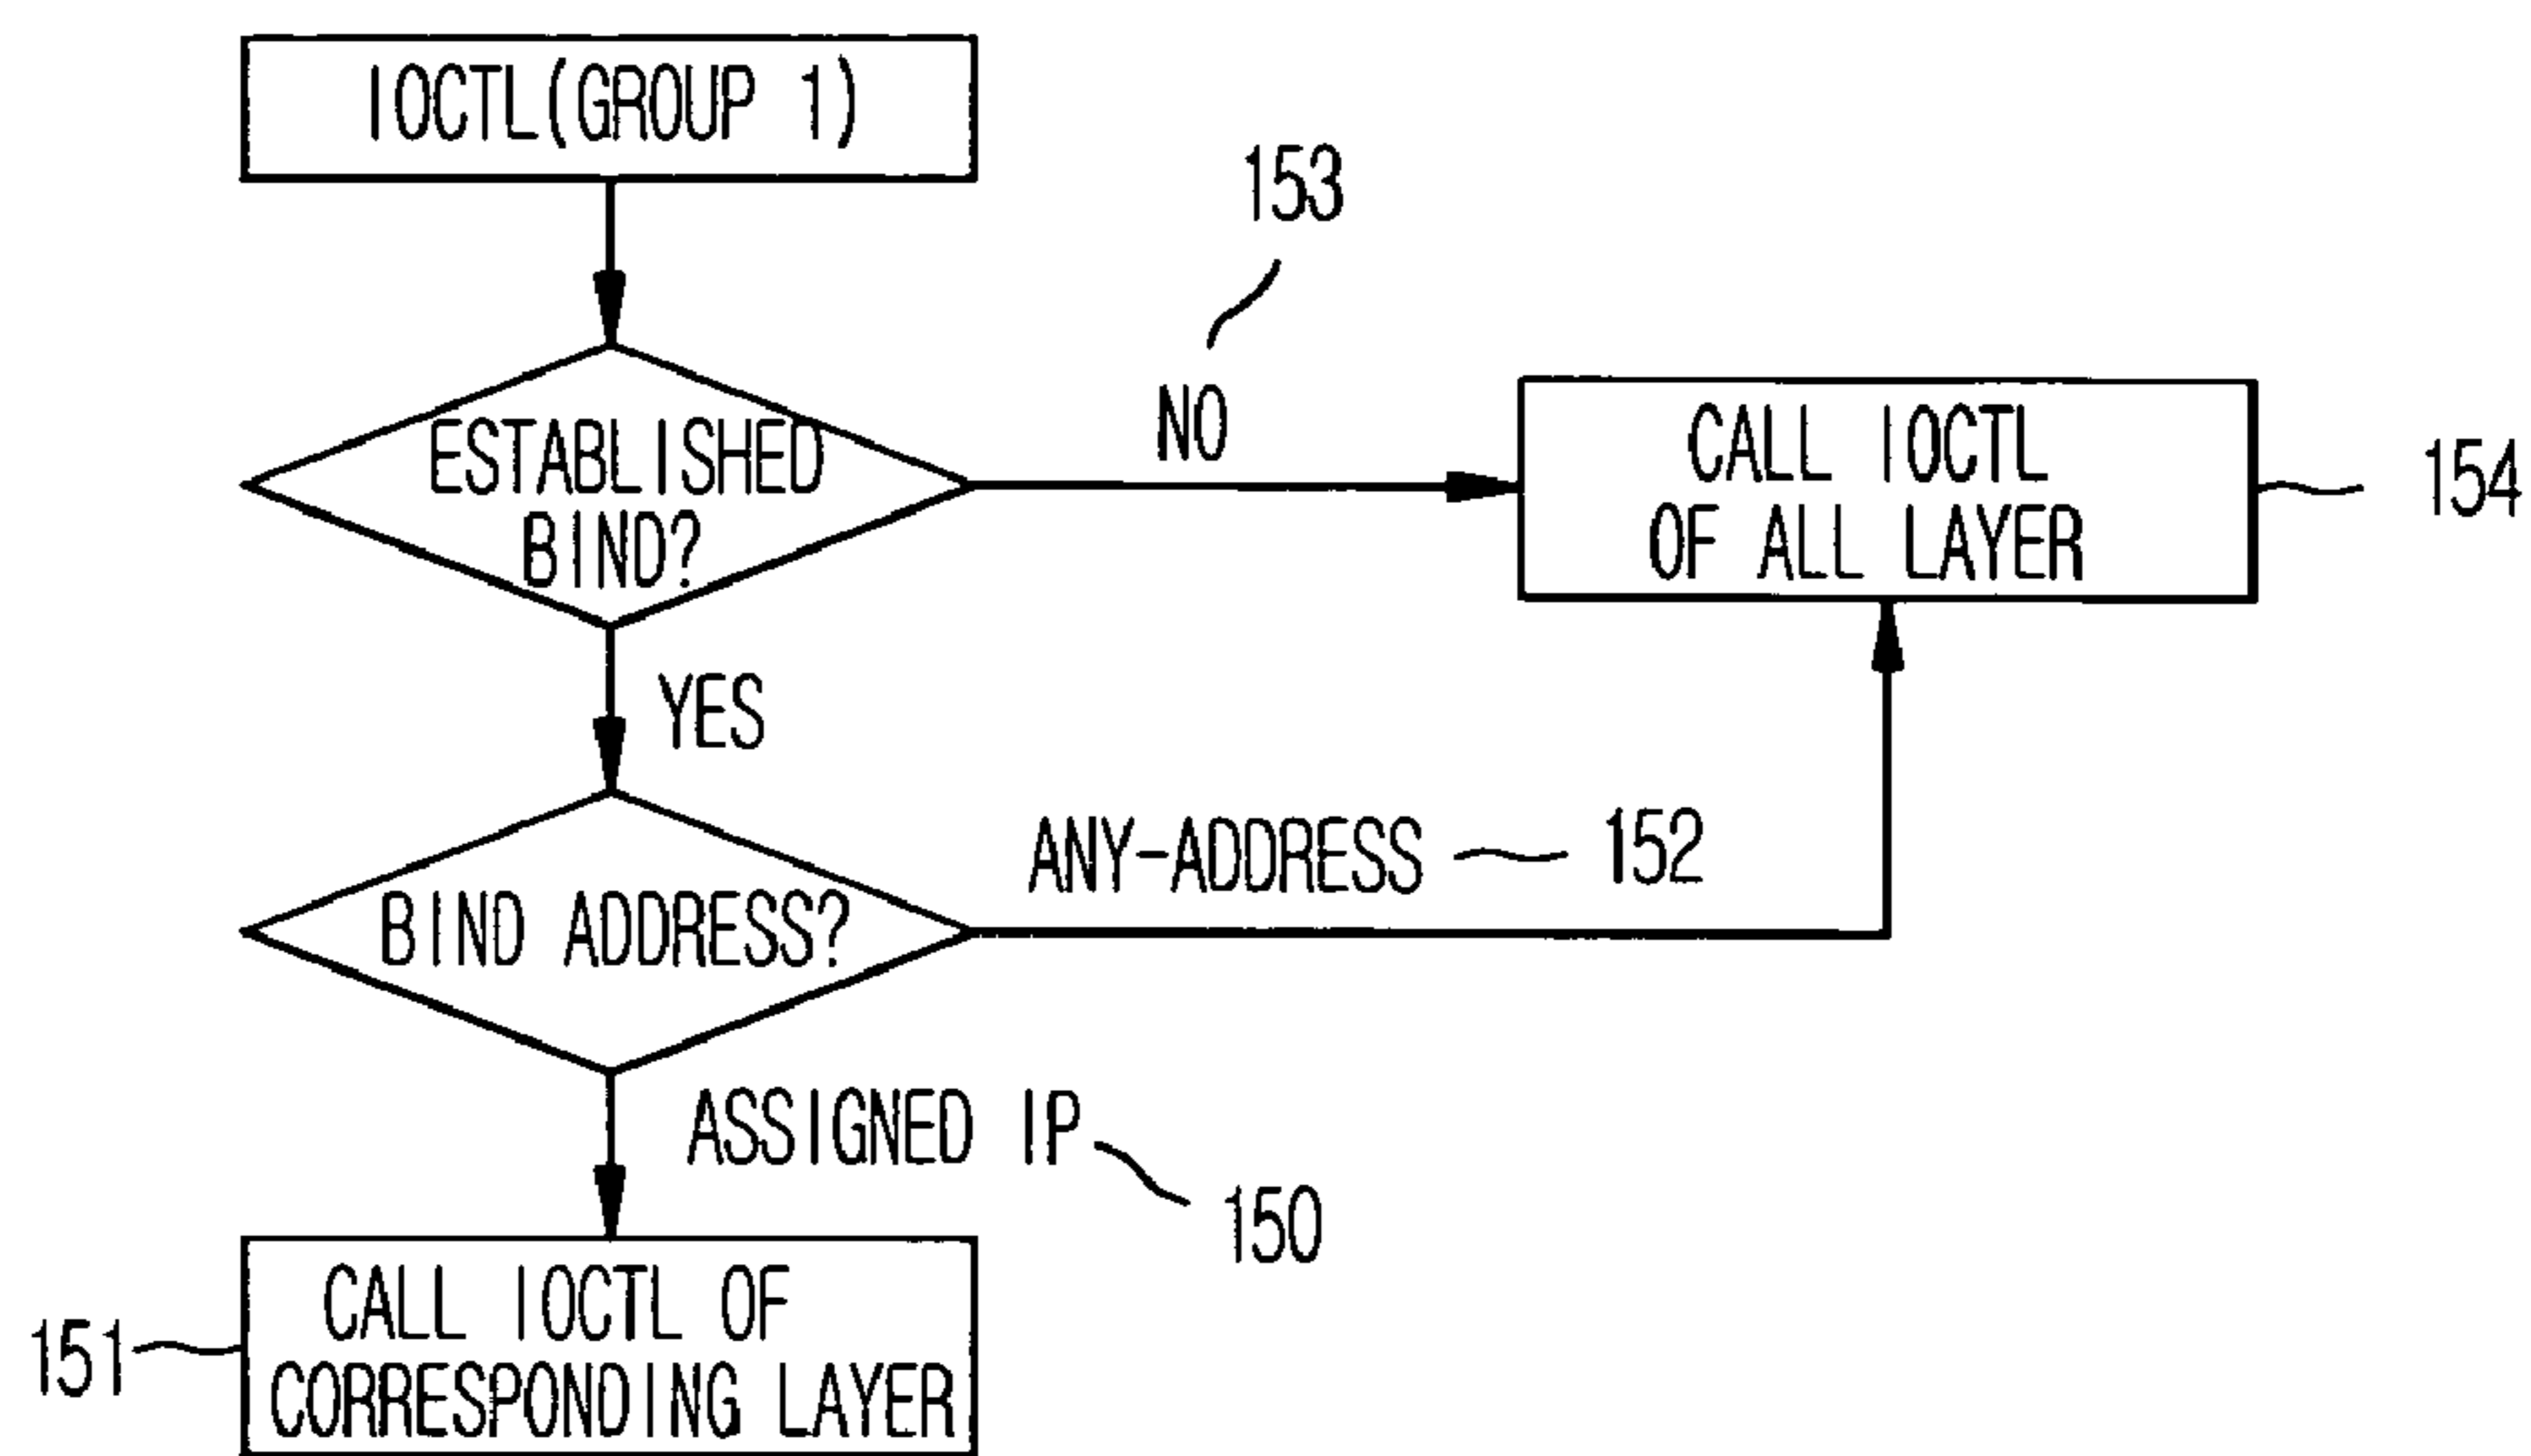 IOCTL(GROUP 1)
153
ESTABLISHED
BIND?
NO
CALL IOCTL
OF ALL LAYER
154
YES
BIND ADDRESS?
ANY-ADDRESS
152
ASSIGNED IP
150
151
CALL IOCTL OF
CORRESPONDING LAYER